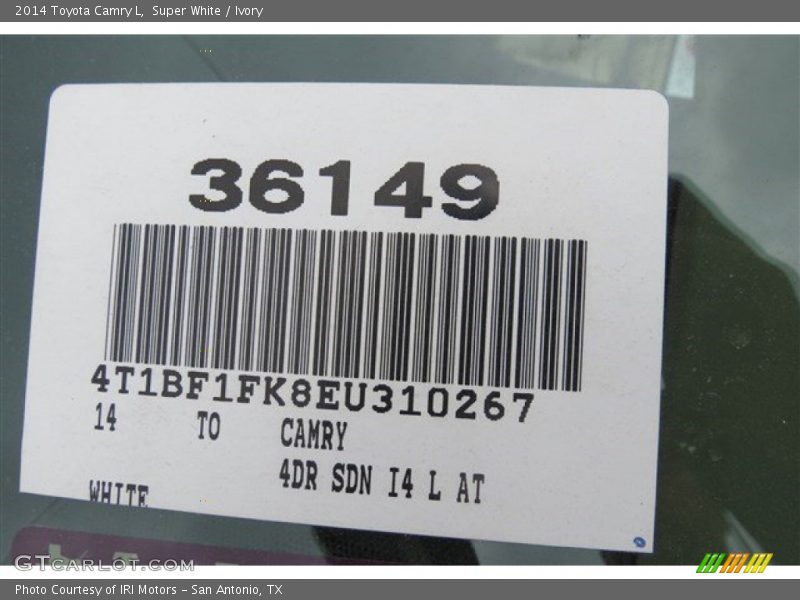 2014 Toyota Camry L,  Super White / Ivory
36149
4T1BF1FK8EU310267
14 TO CAMRY
4DR SDN I4 L AT
WHITE
GTCARLOT.COM
Photo Courtesy of IRI Motors - San Antonio, TX